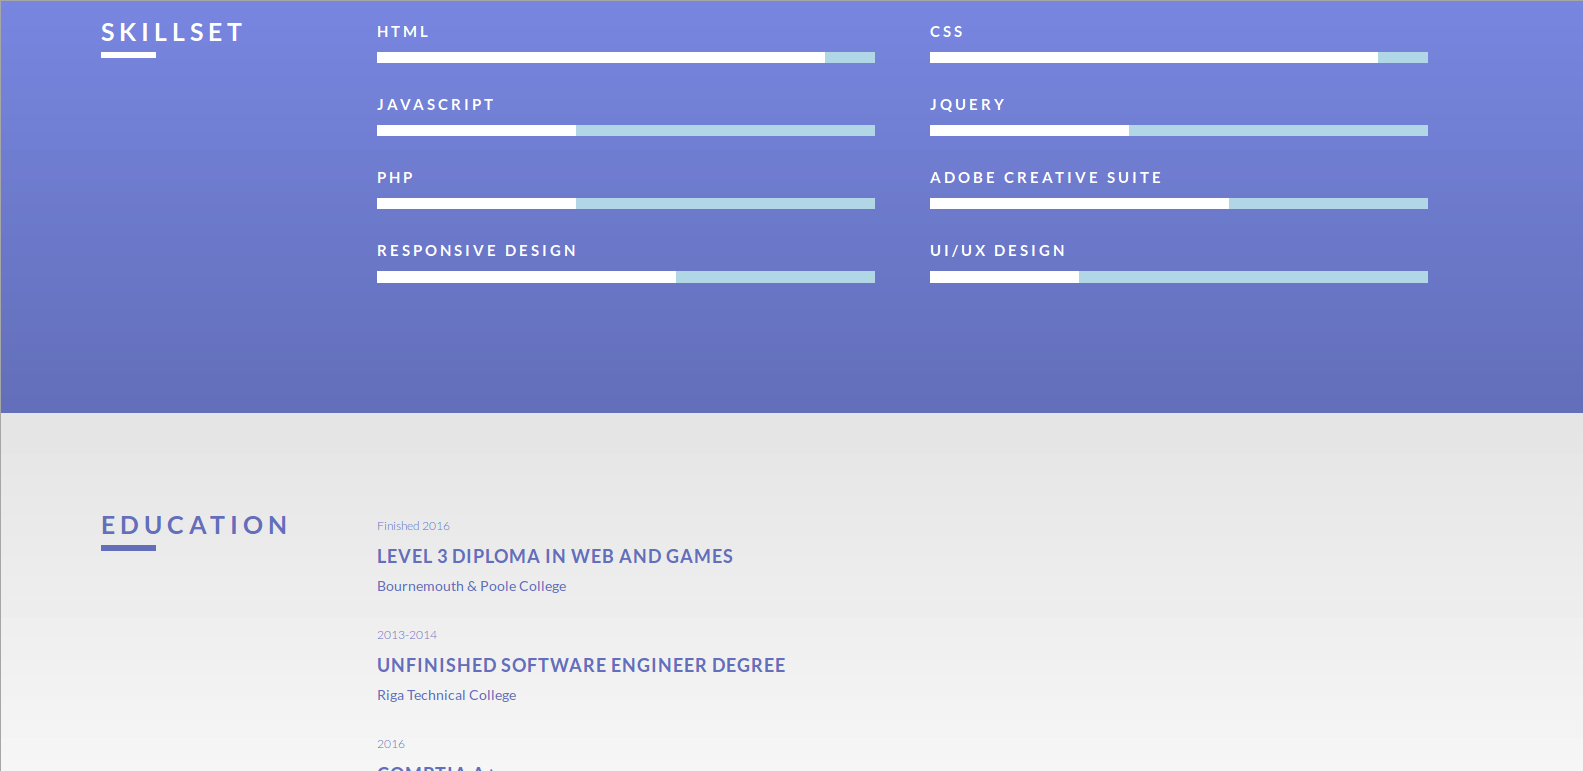 SKILLSET
HTML
CSS
JAVASCRIPT
JQUERY
PHP
ADOBE CREATIVE SUITE
RESPONSIVE DESIGN
UI/UX DESIGN
EDUCATION
Finished 2016
LEVEL 3 DIPLOMA IN WEB AND GAMES
Bournemouth & Poole College
2013-2014
UNFINISHED SOFTWARE ENGINEER DEGREE
Riga Technical College
2016
COMPTIA A+